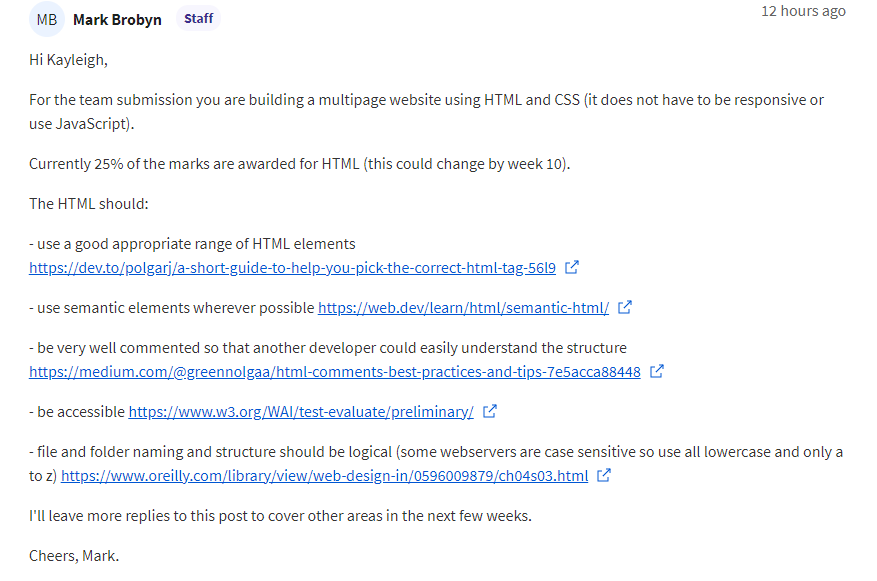 MB Mark Brobyn Staff 12 hours ago
Hi Kayleigh,
For the team submission you are building a multipage website using HTML and CSS (it does not have to be responsive or
use JavaScript).
Currently 25% of the marks are awarded for HTML (this could change by week 10).
The HTML should:
- use a good appropriate range of HTML elements
https://dev.to/polgarj/a-short-guide-to-help-you-pick-the-correct-html-tag-56l9
- use semantic elements wherever possible https://web.dev/learn/html/semantic-html/
- be very well commented so that another developer could easily understand the structure
https://medium.com/@greennolgaa/html-comments-best-practices-and-tips-7e5acca88448
- be accessible https://www.w3.org/WAI/test-evaluate/preliminary/
- file and folder naming and structure should be logical (some webservers are case sensitive so use all lowercase and only a
to z) https://www.oreilly.com/library/view/web-design-in/0596009879/ch04s03.html
I'll leave more replies to this post to cover other areas in the next few weeks.
Cheers, Mark.